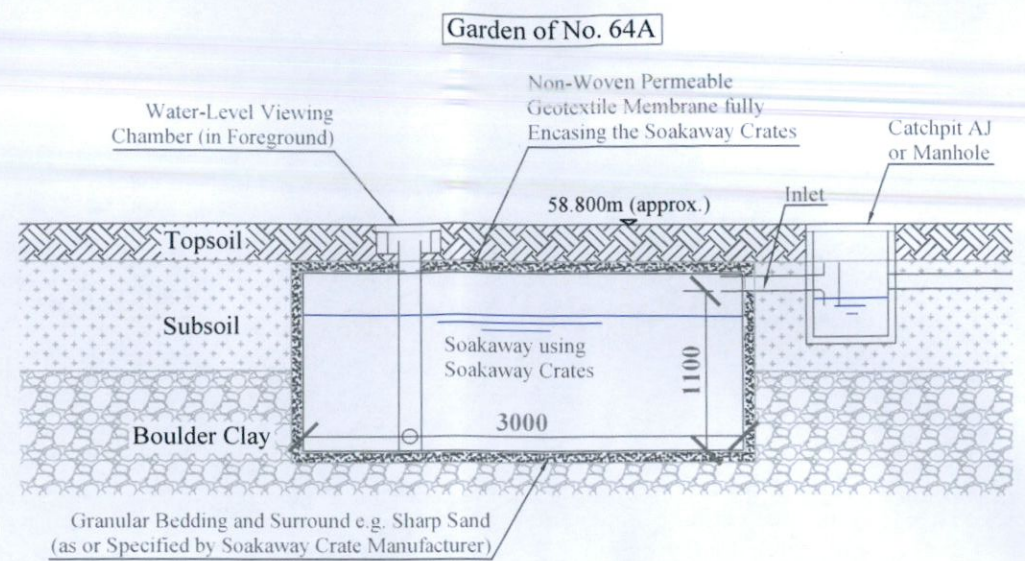 Garden of No. 64A
Non-Woven Permeable
Geotextile Membrane fully
Encasing the Soakaway Crates
Water-Level Viewing
Chamber (in Foreground)
Catchpit AJ
or Manhole
Inlet
58.800m (approx.)
Topsoil
Subsoil
Soakaway using
Soakaway Crates
1100
3000
Boulder Clay
Granular Bedding and Surround e.g. Sharp Sand
(as or Specified by Soakaway Crate Manufacturer)